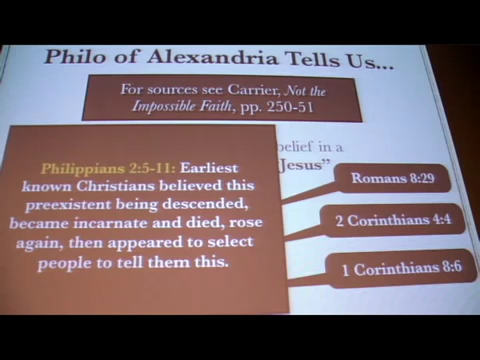 Philo of Alexandria Tells Us...
For sources see Carrier, Not the
Impossible Faith, pp. 250-51
belief in a
Jesus”
Philippians 2:5-11: Earliest
known Christians believed this
preexistent being descended,
became incarnate and died, rose
again, then appeared to select
people to tell them this.
Romans 8:29
2 Corinthians 4:4
1 Corinthians 8:6